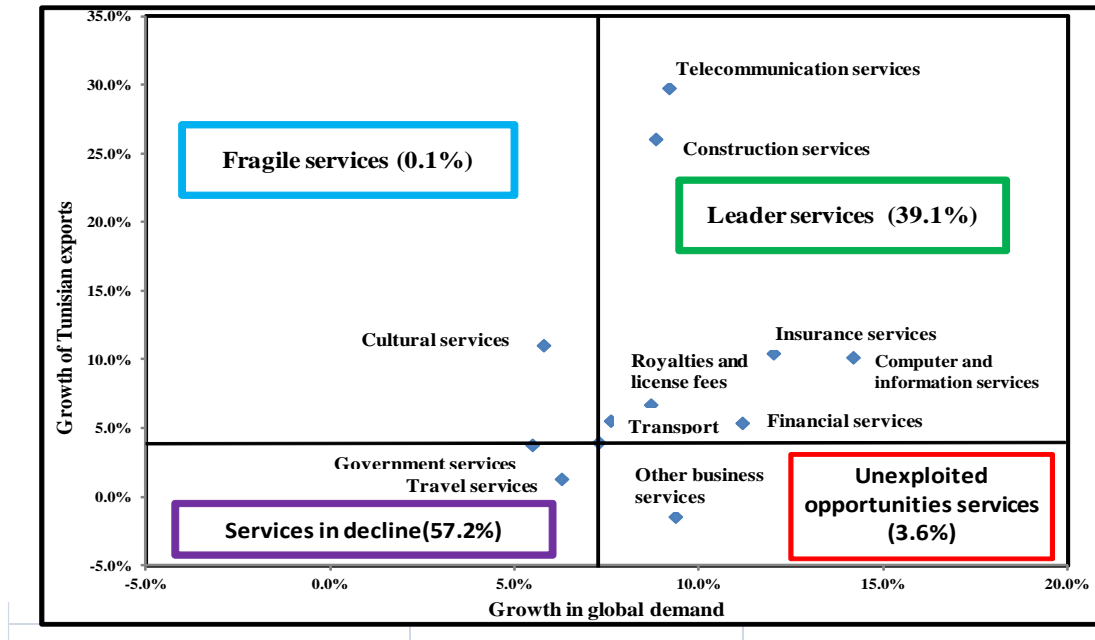 35.0%
30.0%
25.0%
20.0%
15.0%
10.0%
5.0%
0.0%
-5.0%
Growth of Tunisian exports
Telecommunication services
Construction services
Fragile services (0.1%)
Leader services (39.1%)
Cultural services
Insurance services
Royalties and
license fees
Computer and
information services
Transport
Financial services
Government services
Travel services
Other business
services
Unexploited
opportunities services
(3.6%)
Services in decline(57.2%)
-5.0%
0.0%
5.0%
10.0%
15.0%
20.0%
Growth in global demand